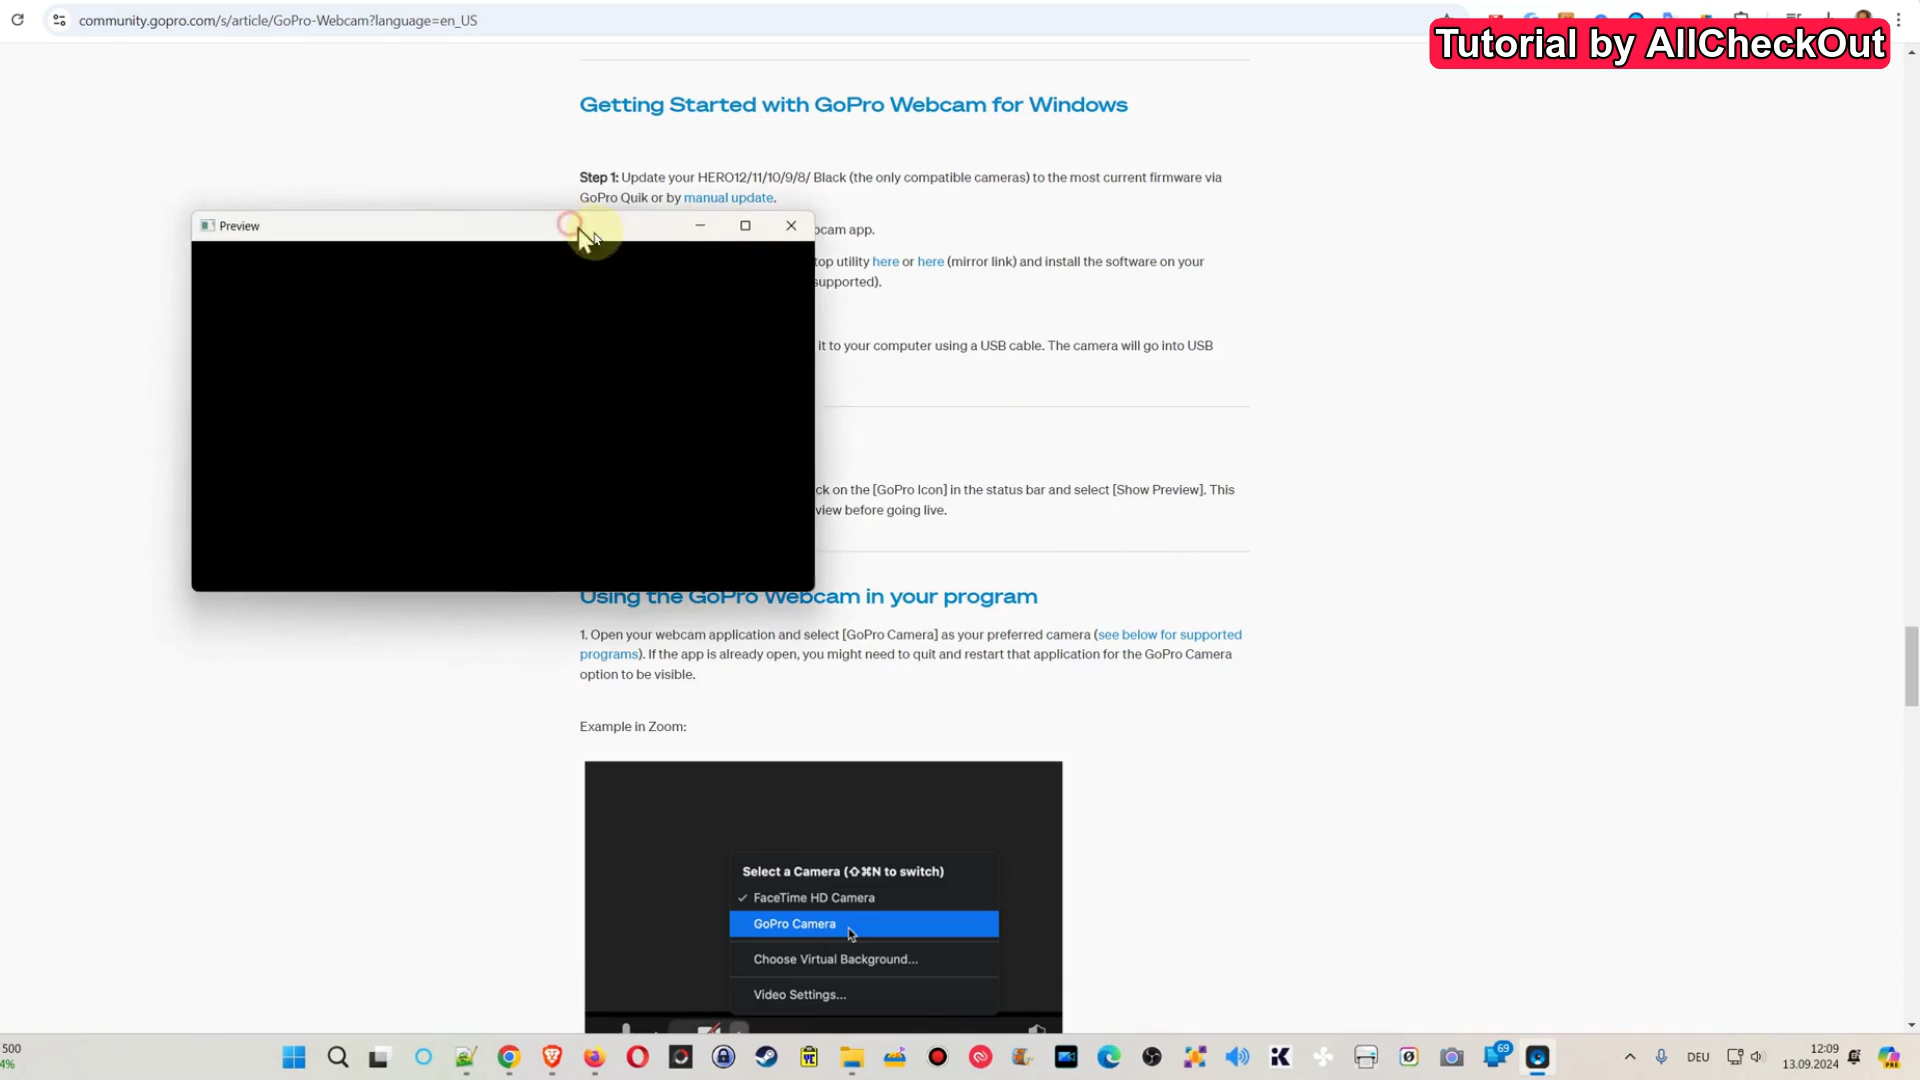 community.gopro.com/s/article/GoPro-Webcam?language=en_US
Tutorial by AllCheckOut
Getting Started with GoPro Webcam for Windows
Step 1: Update your HERO12/11/10/9/8/ Black (the only compatible cameras) to the most current firmware via
GoPro Quik or by manual update.
Preview
bcam app.
top utility here or here (mirror link) and install the software on your
supported).
it to your computer using a USB cable. The camera will go into USB
ck on the [GoPro Icon] in the status bar and select [Show Preview]. This
view before going live.
Using the GoPro Webcam in your program
1. Open your webcam application and select [GoPro Camera] as your preferred camera (see below for supported
programs). If the app is already open, you might need to quit and restart that application for the GoPro Camera
option to be visible.
Example in Zoom:
Select a Camera (⇧⌘N to switch)
✓ FaceTime HD Camera
GoPro Camera
Choose Virtual Background...
Video Settings...
500
4%
69
DEU
12:09
13.09.2024
PRE